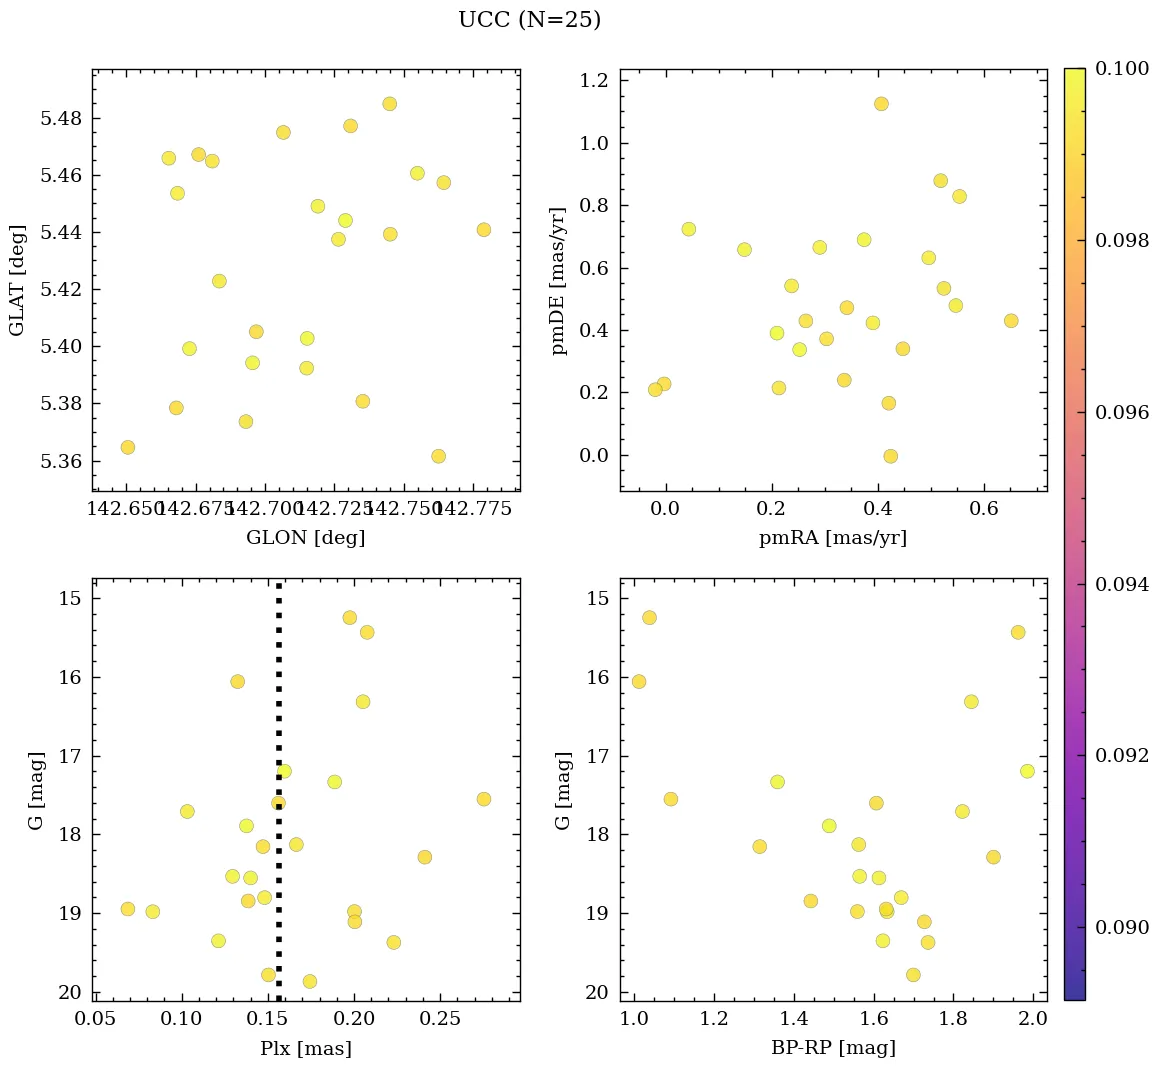 UCC (N=25)
5.48
5.46
5.44
5.42
5.40
5.38
5.36
GLAT [deg]
142.650 142.675 142.700 142.725 142.750 142.775
GLON [deg]
1.2
1.0
0.8
0.6
0.4
0.2
0.0
pmDE [mas/yr]
0.0 0.2 0.4 0.6
pmRA [mas/yr]
15
16
17
18
19
20
G [mag]
0.05 0.10 0.15 0.20 0.25
Plx [mas]
15
16
17
18
19
20
G [mag]
1.0 1.2 1.4 1.6 1.8 2.0
BP-RP [mag]
0.100
0.098
0.096
0.094
0.092
0.090